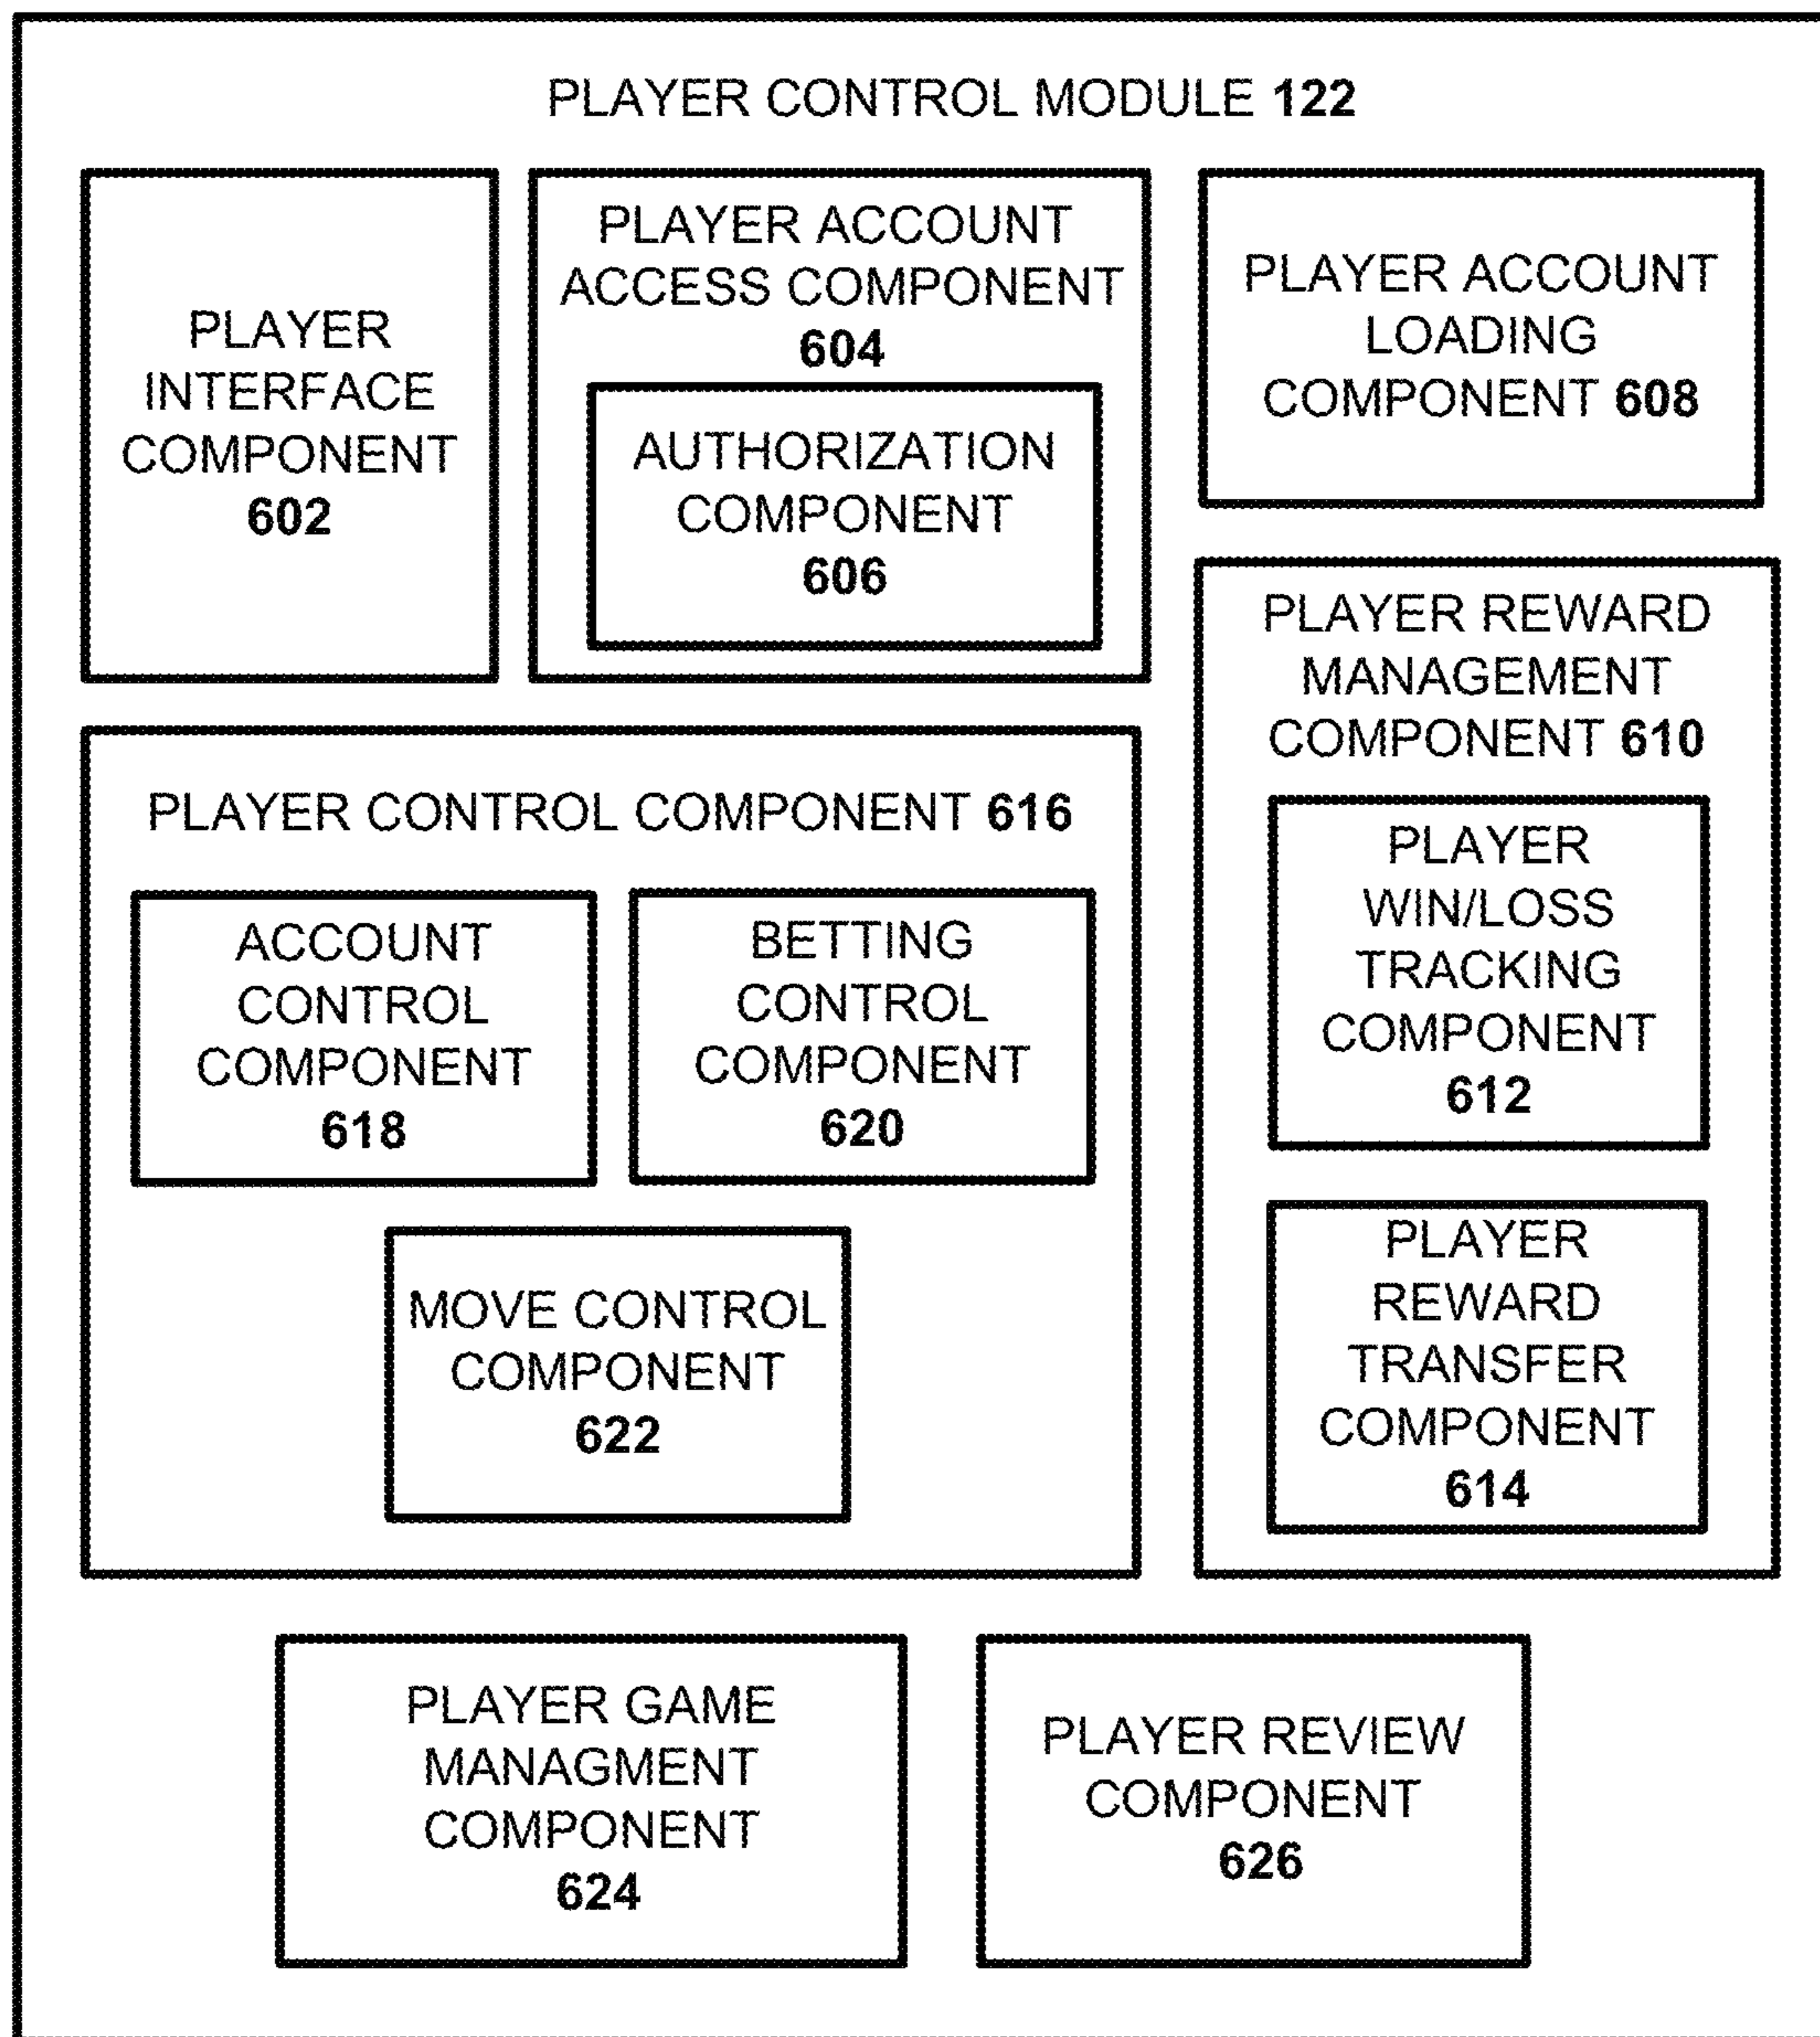 PLAYER CONTROL MODULE 122
PLAYER
INTERFACE
COMPONENT
602
PLAYER ACCOUNT
ACCESS COMPONENT
604
AUTHORIZATION
COMPONENT
606
PLAYER ACCOUNT
LOADING
COMPONENT 608
PLAYER REWARD
MANAGEMENT
COMPONENT 610
PLAYER
WIN/LOSS
TRACKING
COMPONENT
612
PLAYER
REWARD
TRANSFER
COMPONENT
614
PLAYER CONTROL COMPONENT 616
ACCOUNT
CONTROL
COMPONENT
618
BETTING
CONTROL
COMPONENT
620
MOVE CONTROL
COMPONENT
622
PLAYER GAME
MANAGMENT
COMPONENT
624
PLAYER REVIEW
COMPONENT
626